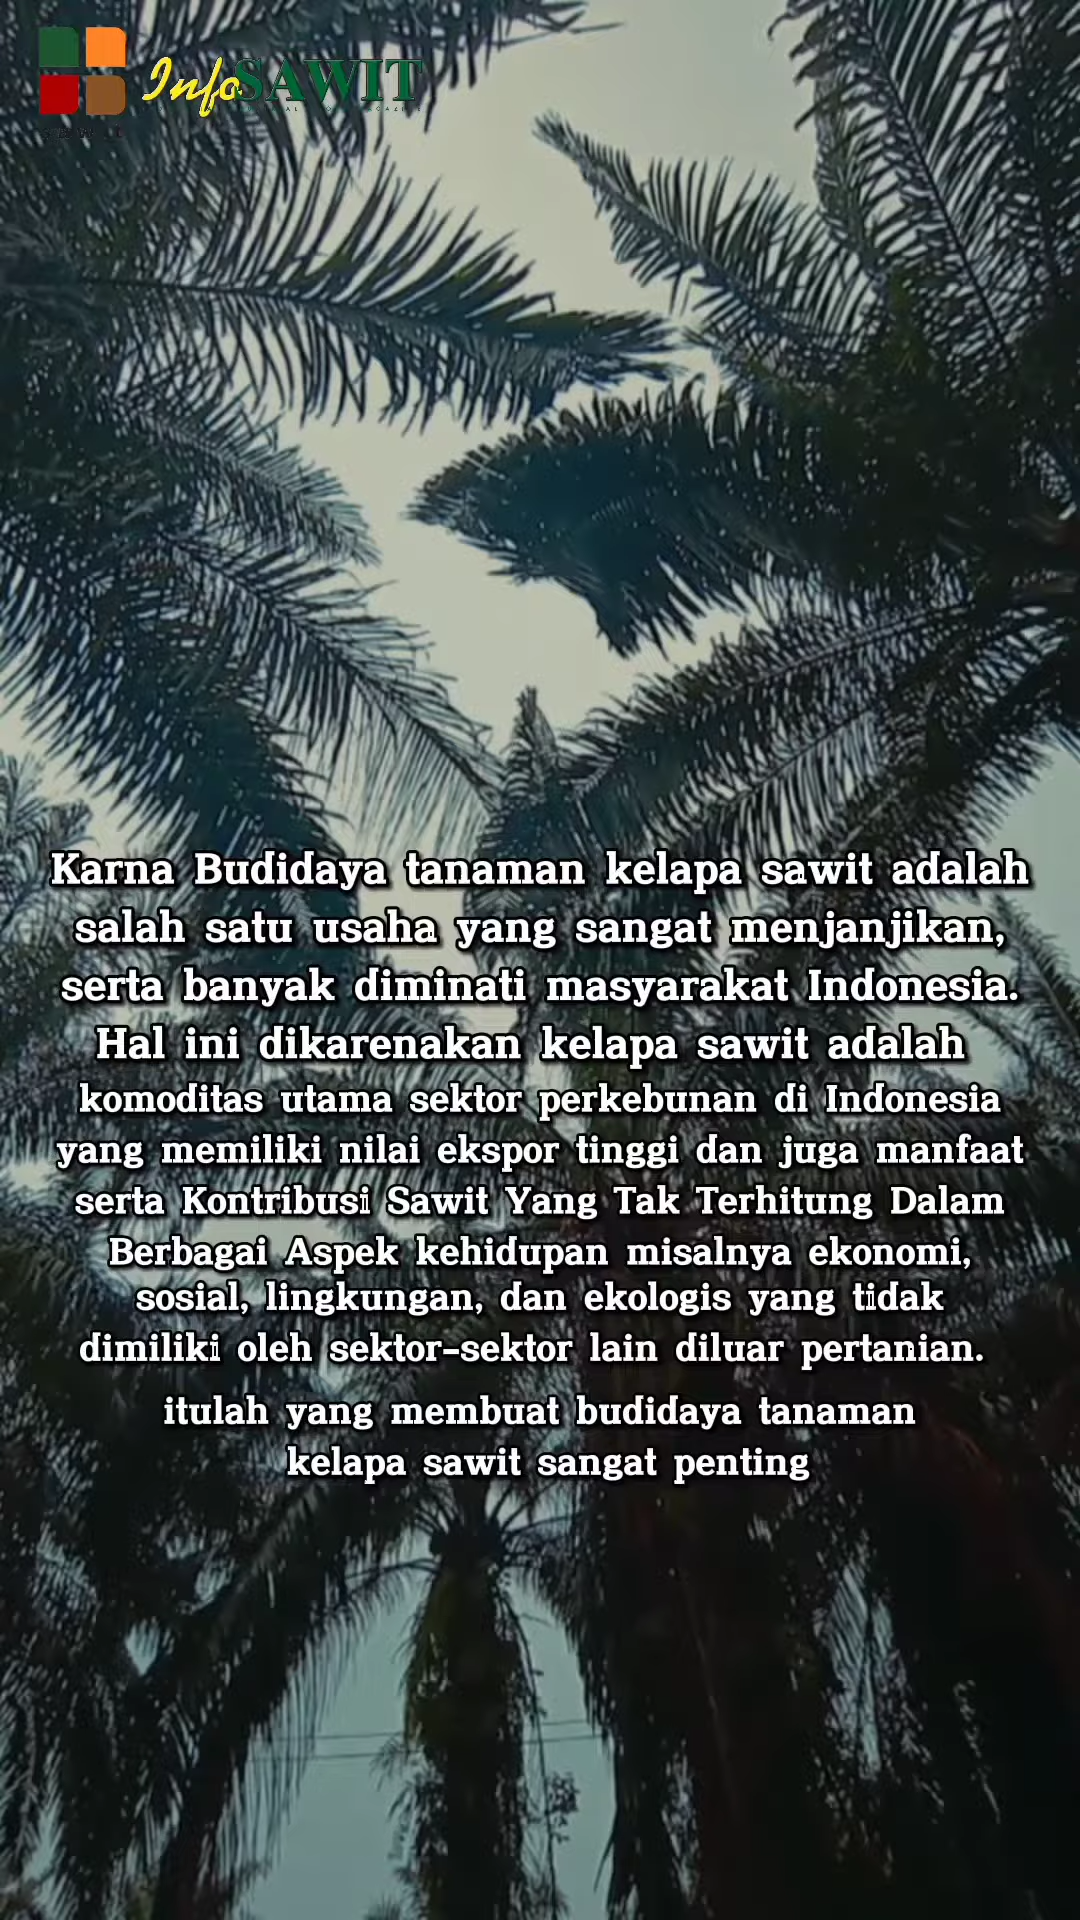 InfoSAWIT
Karna Budidaya tanaman kelapa sawit adalah
salah satu usaha yang sangat menjanjikan,
serta banyak diminati masyarakat Indonesia.
Hal ini dikarenakan kelapa sawit adalah
komoditas utama sektor perkebunan di Indonesia
yang memiliki nilai ekspor tinggi dan juga manfaat
serta Kontribusi Sawit Yang Tak Terhitung Dalam
Berbagai Aspek kehidupan misalnya ekonomi,
sosial, lingkungan, dan ekologis yang tidak
dimiliki oleh sektor-sektor lain diluar pertanian.
itulah yang membuat budidaya tanaman
kelapa sawit sangat penting